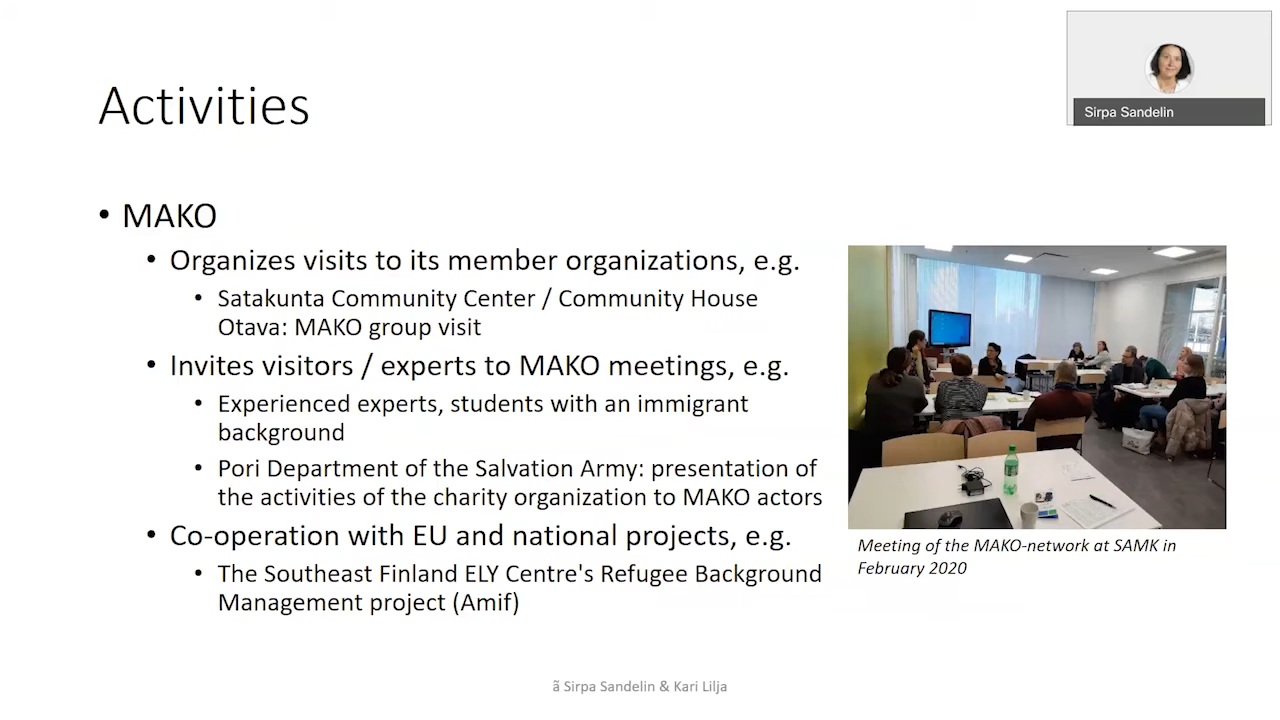 Sirpa Sandelin
Activities
• MAKO
• Organizes visits to its member organizations, e.g.
• Satakunta Community Center / Community House
Otava: MAKO group visit
• Invites visitors / experts to MAKO meetings, e.g.
• Experienced experts, students with an immigrant
background
• Pori Department of the Salvation Army: presentation of
the activities of the charity organization to MAKO actors
• Co-operation with EU and national projects, e.g.
• The Southeast Finland ELY Centre's Refugee Background
Management project (Amif)
Meeting of the MAKO-network at SAMK in
February 2020
ã Sirpa Sandelin & Kari Lilja